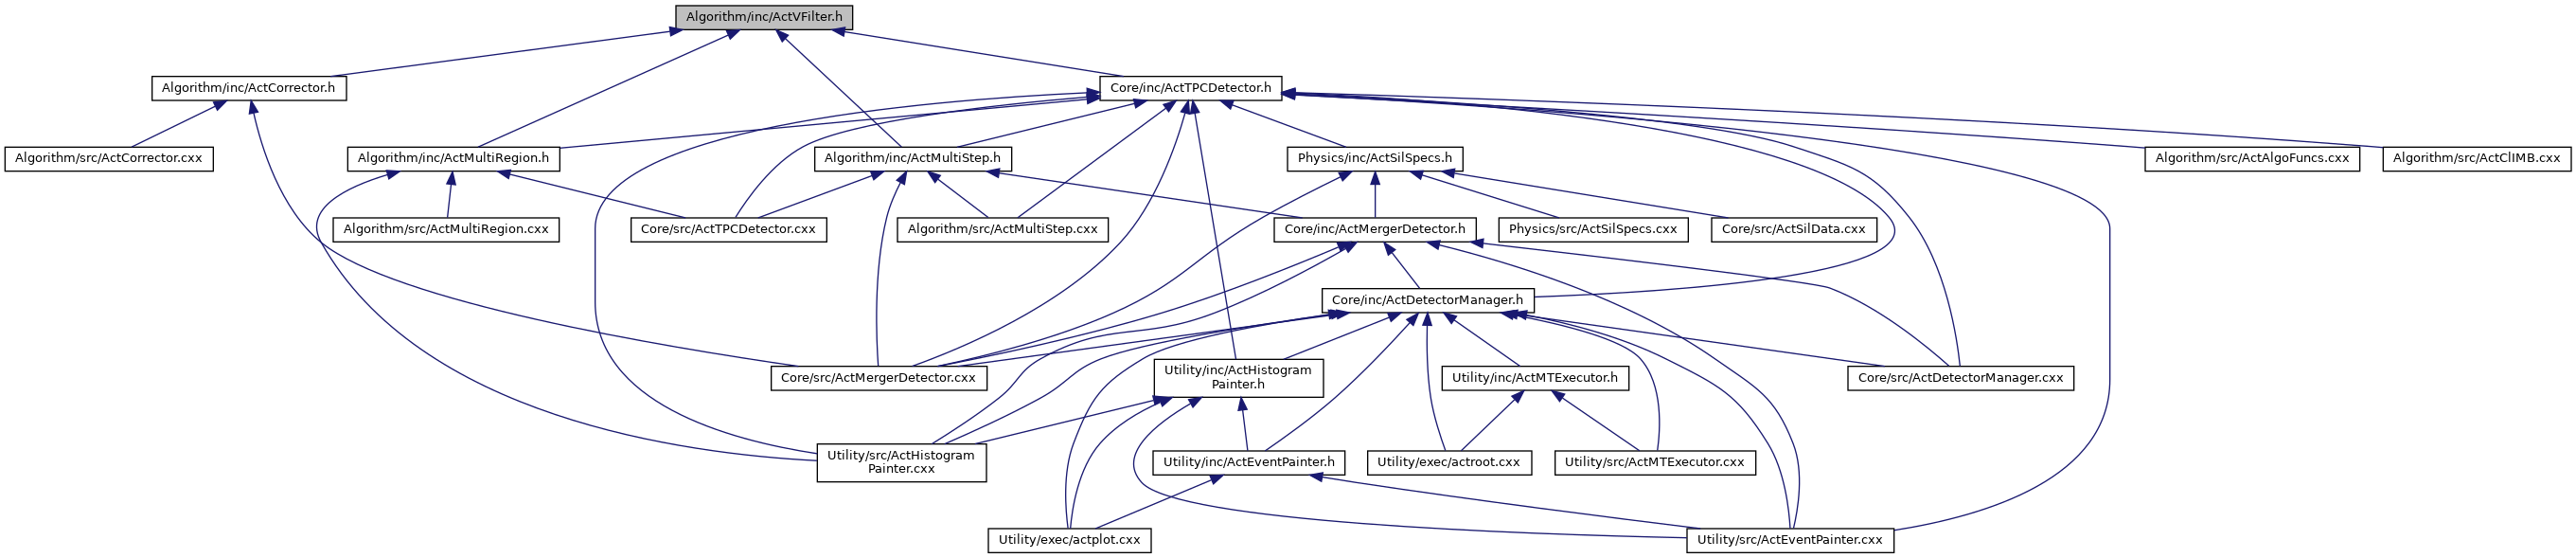 Algorithm/inc/ActVFilter.h
Algorithm/inc/ActCorrector.h
Core/inc/ActTPCDetector.h
Algorithm/src/ActCorrector.cxx
Algorithm/inc/ActMultiRegion.h
Algorithm/inc/ActMultiStep.h
Physics/inc/ActSilSpecs.h
Algorithm/src/ActAlgoFuncs.cxx
Algorithm/src/ActClIMB.cxx
Algorithm/src/ActMultiRegion.cxx
Core/src/ActTPCDetector.cxx
Algorithm/src/ActMultiStep.cxx
Core/inc/ActMergerDetector.h
Physics/src/ActSilSpecs.cxx
Core/src/ActSilData.cxx
Core/inc/ActDetectorManager.h
Core/src/ActMergerDetector.cxx
Utility/inc/ActHistogram
Painter.h
Utility/inc/ActMTExecutor.h
Core/src/ActDetectorManager.cxx
Utility/src/ActHistogram
Painter.cxx
Utility/inc/ActEventPainter.h
Utility/exec/actroot.cxx
Utility/src/ActMTExecutor.cxx
Utility/exec/actplot.cxx
Utility/src/ActEventPainter.cxx